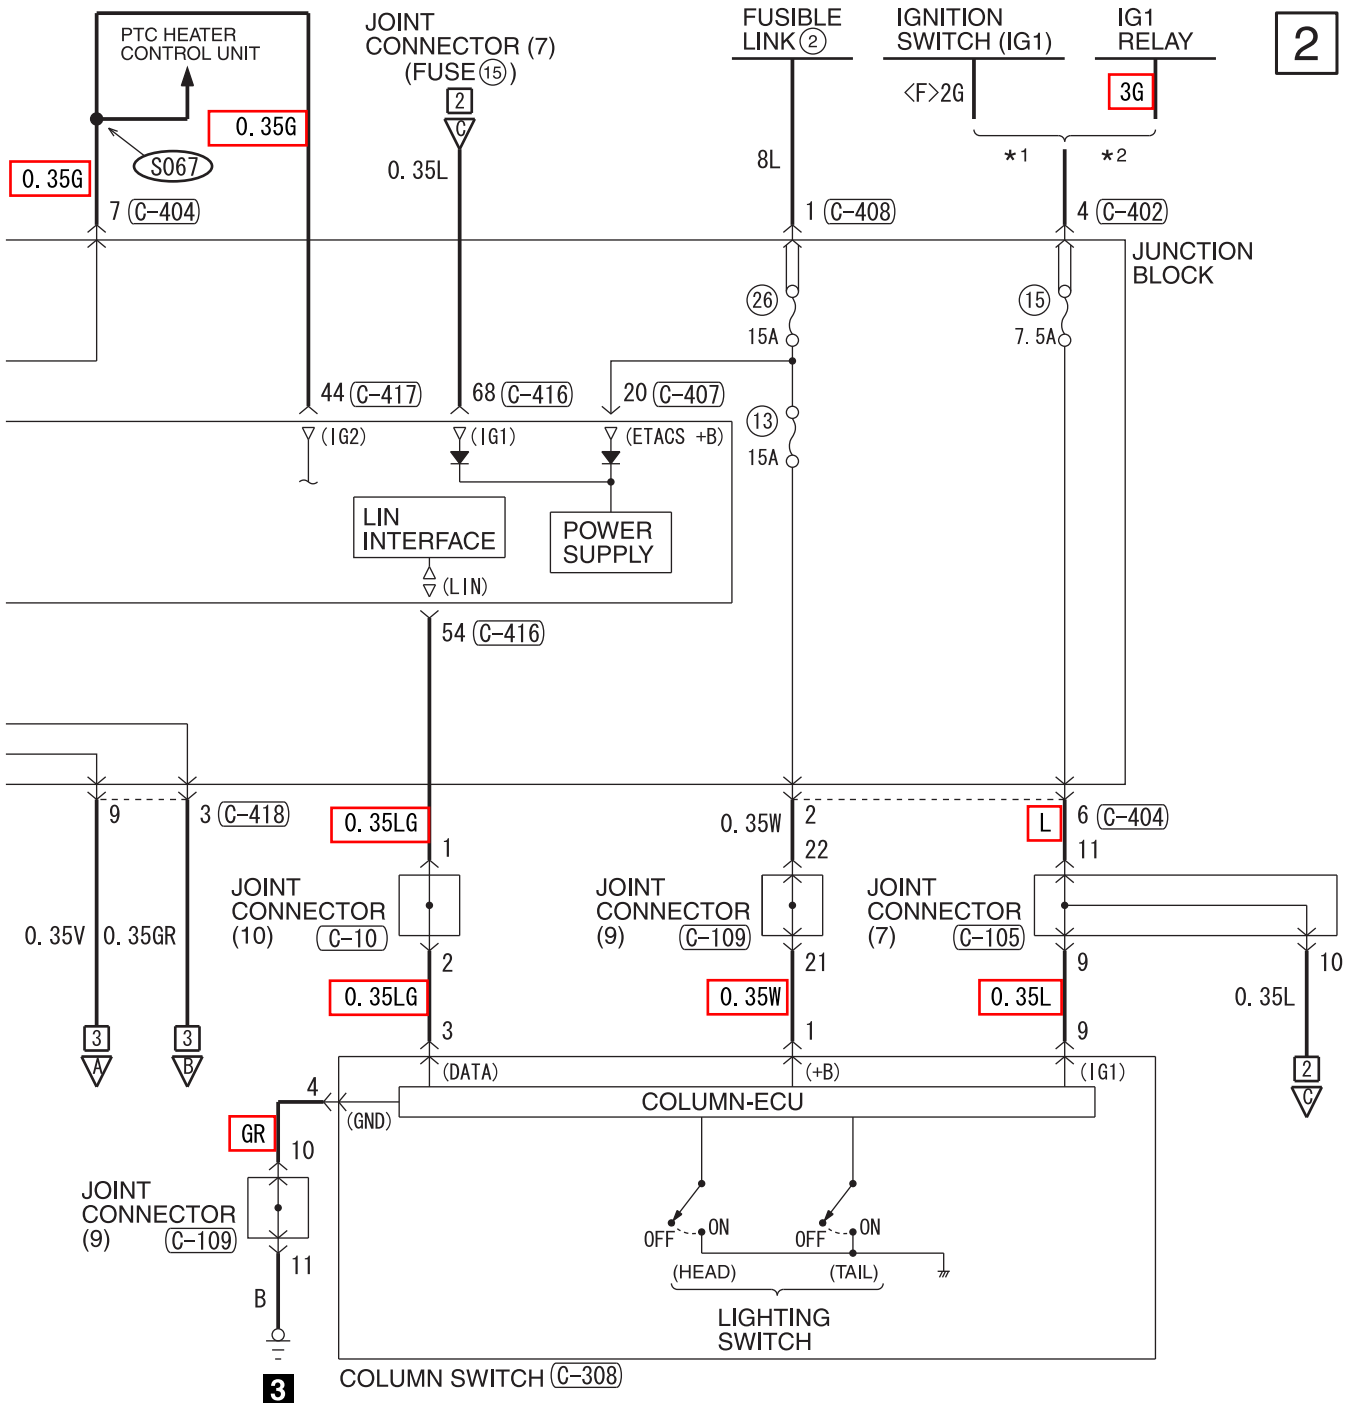 PTC HEATER
CONTROL UNIT
JOINT
CONNECTOR (7)
(FUSE 15)
2
C
FUSIBLE
LINK 2
IGNITION
SWITCH (IG1)
IG1
RELAY
2
<F>2G
3G
0.35G
0.35G
S067
0.35L
8L
*1
*2
7 C-404
1 C-408
4 C-402
JUNCTION
BLOCK
26
15A
15
7.5A
44 C-417
68 C-416
20 C-407
13
15A
(IG2)
(IG1)
(ETACS +B)
LIN
INTERFACE
POWER
SUPPLY
(LIN)
54 C-416
9
3 C-418
0.35LG
1
0.35W
2
22
L
6 C-404
11
JOINT
CONNECTOR
(10) C-10
JOINT
CONNECTOR
(9) C-109
JOINT
CONNECTOR
(7) C-105
0.35V
0.35GR
2
21
9
10
0.35LG
0.35W
0.35L
0.35L
3
A
3
B
3
1
9
2
C
(DATA)
(+B)
(IG1)
4
(GND)
COLUMN-ECU
GR
10
JOINT
CONNECTOR
(9) C-109
11
B
3
OFF
ON
OFF
ON
(HEAD)
(TAIL)
LIGHTING
SWITCH
COLUMN SWITCH C-308